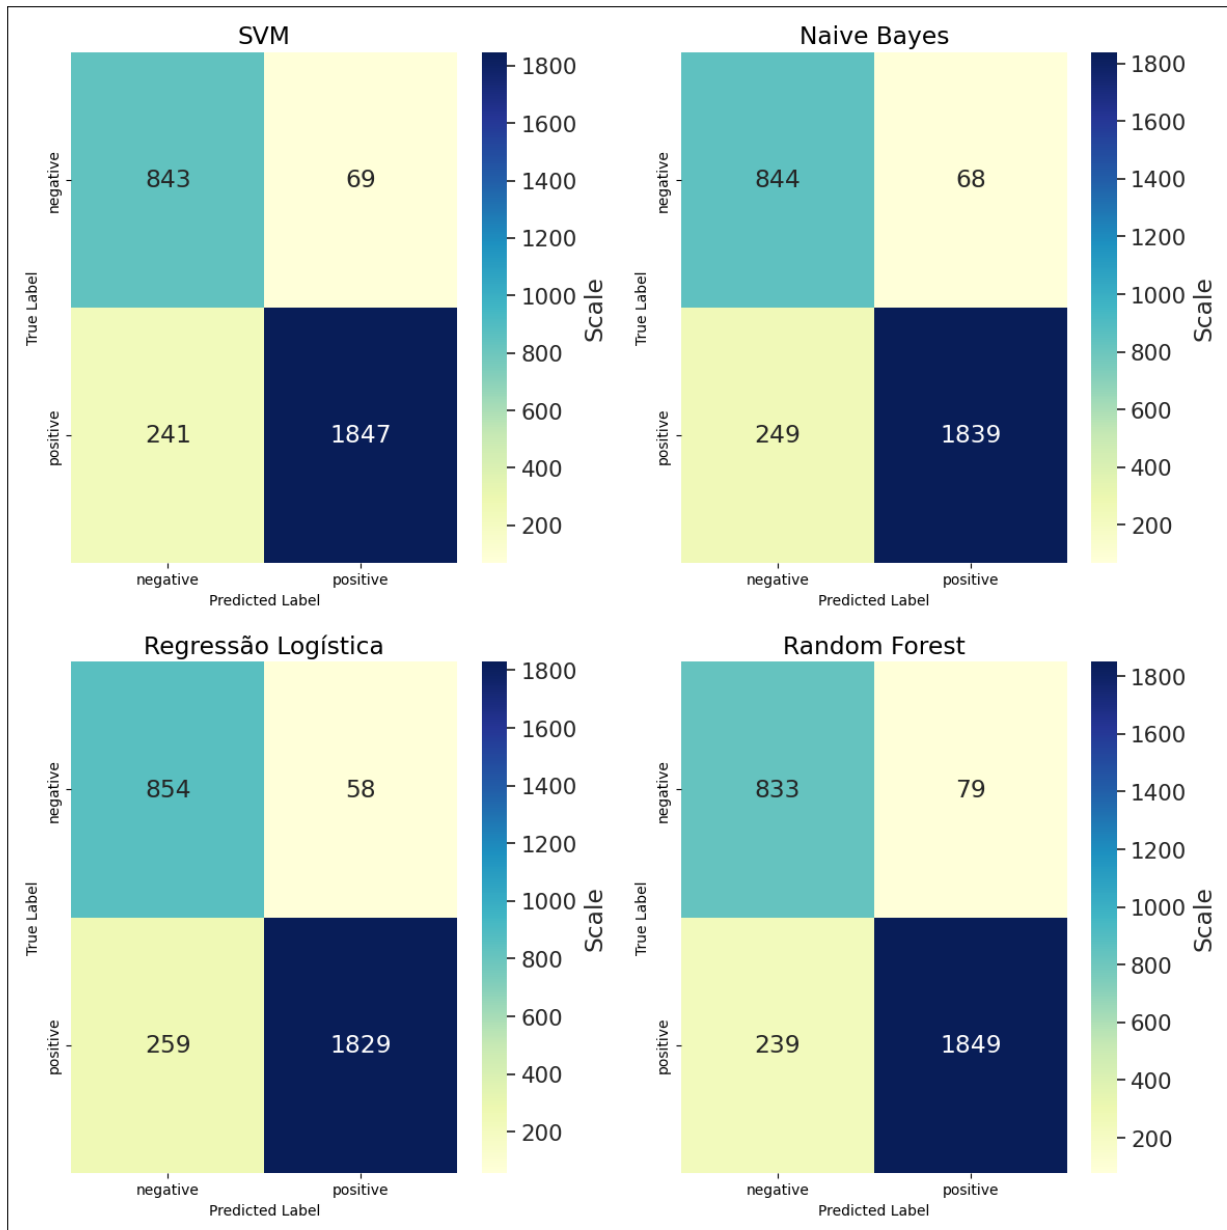 SVM
negative
843
69
True Label
positive
241
1847
negative
positive
Predicted Label
1800
1600
1400
1200
1000
800
600
400
200
Scale
Naive Bayes
negative
844
68
True Label
positive
249
1839
negative
positive
Predicted Label
1800
1600
1400
1200
1000
800
600
400
200
Scale
Regressão Logística
negative
854
58
True Label
positive
259
1829
negative
positive
Predicted Label
1800
1600
1400
1200
1000
800
600
400
200
Scale
Random Forest
negative
833
79
True Label
positive
239
1849
negative
positive
Predicted Label
1800
1600
1400
1200
1000
800
600
400
200
Scale